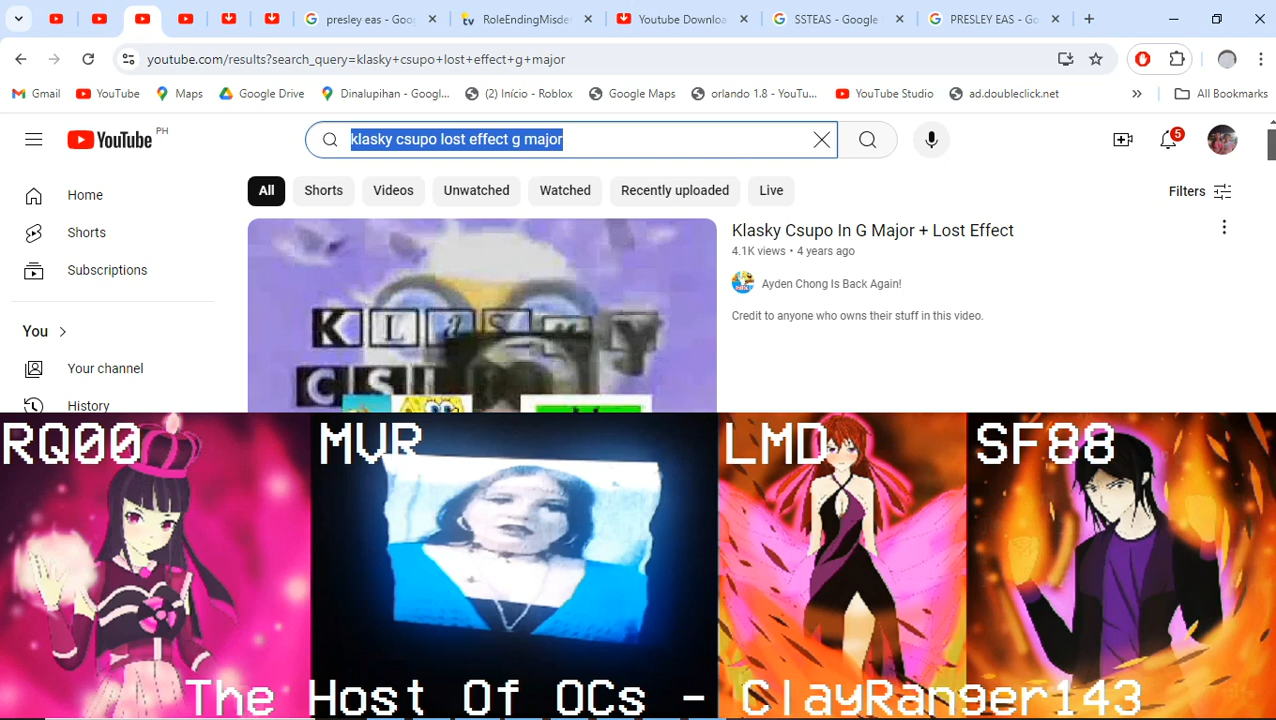 presley eas - Goo
RoleEndingMisde
Youtube Downloa
SSTEAS - Google
PRESLEY EAS - Go
youtube.com/results?search_query=klasky+csupo+lost+effect+g+major
Gmail
YouTube
Maps
Google Drive
Dinalupihan - Googl...
(2) Início - Roblox
Google Maps
orlando 1.8 - YouTu...
YouTube Studio
ad.doubleclick.net
All Bookmarks
YouTube PH
klasky csupo lost effect g major
5
All
Shorts
Videos
Unwatched
Watched
Recently uploaded
Live
Filters
Home
Shorts
Subscriptions
You
Your channel
History
KLASKY
Klasky Csupo In G Major + Lost Effect
4.1K views • 4 years ago
Ayden Chong Is Back Again!
Credit to anyone who owns their stuff in this video.
RQ00
MVR
LMD
SF88
The Host Of OCs - ClayRanger143